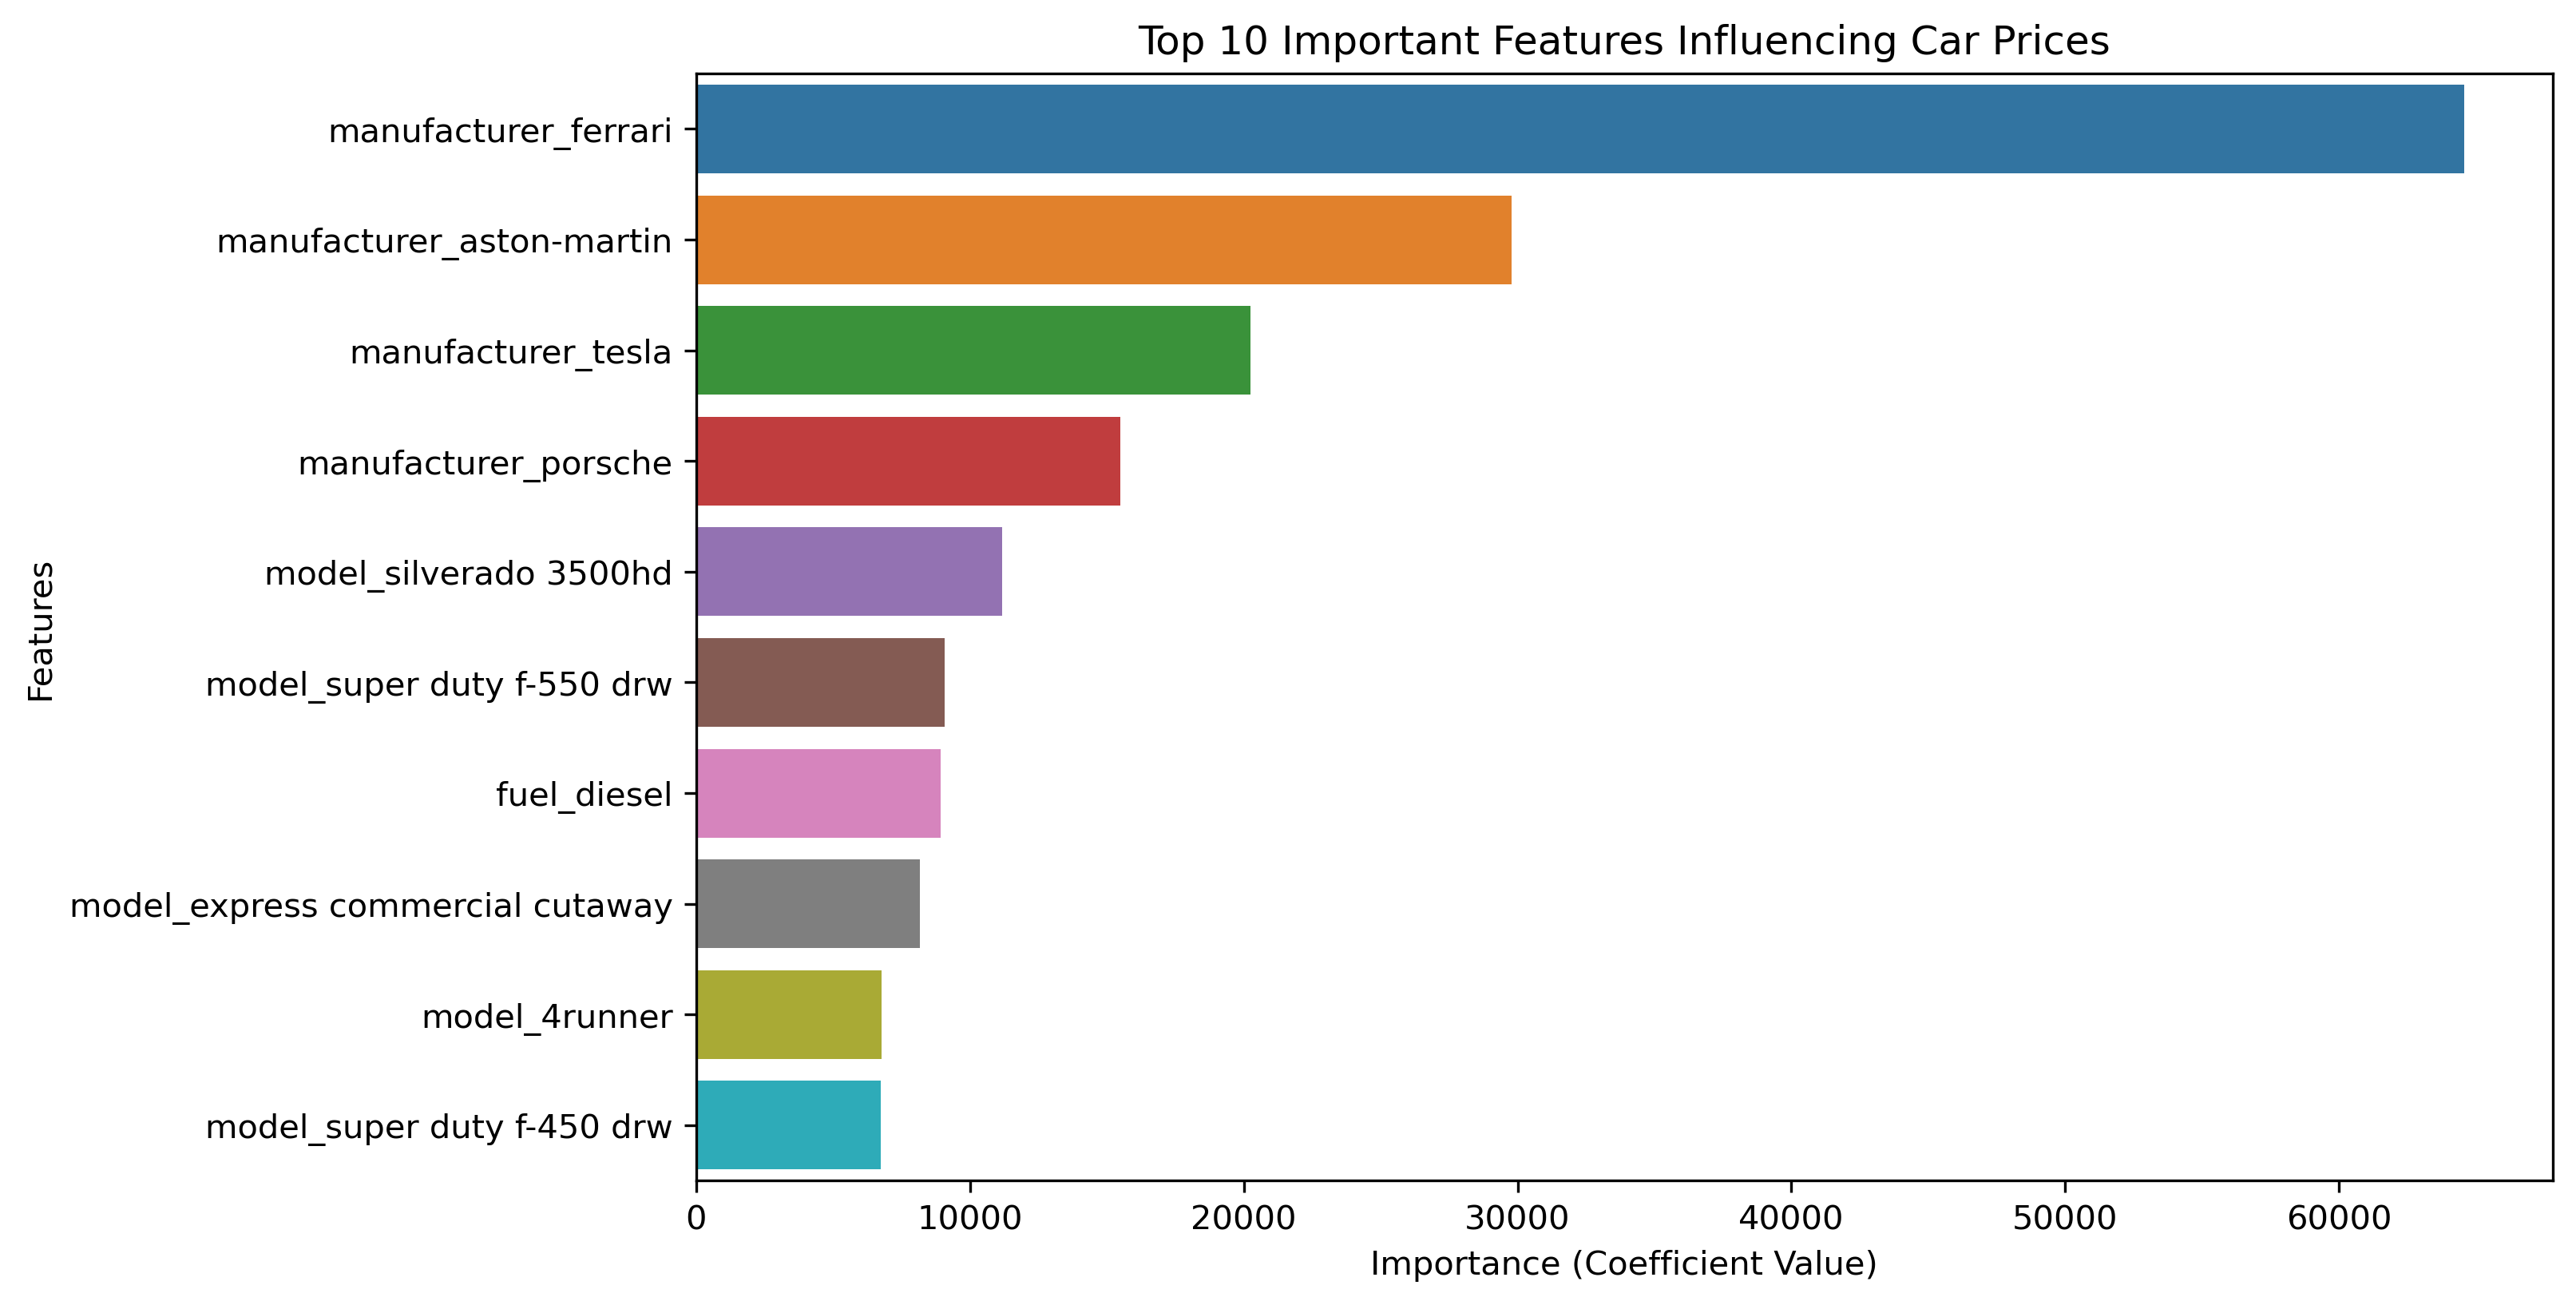 Top 10 Important Features Influencing Car Prices
manufacturer_ferrari
manufacturer_aston-martin
manufacturer_tesla
manufacturer_porsche
model_silverado 3500hd
model_super duty f-550 drw
fuel_diesel
model_express commercial cutaway
model_4runner
model_super duty f-450 drw
Features
0 10000 20000 30000 40000 50000 60000
Importance (Coefficient Value)